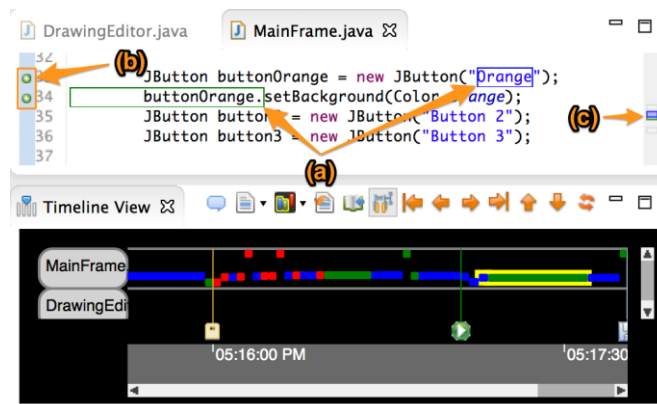 DrawingEditor.java MainFrame.java
32
(b)
33 JButton buttonOrange = new JButton("Orange");
34 buttonOrange.setBackground(Color.orange);
35 JButton button2 = new JButton("Button 2");
(c)
36 JButton button3 = new JButton("Button 3");
37
(a)
Timeline View
MainFrame
DrawingEdi
05:16:00 PM 05:17:30